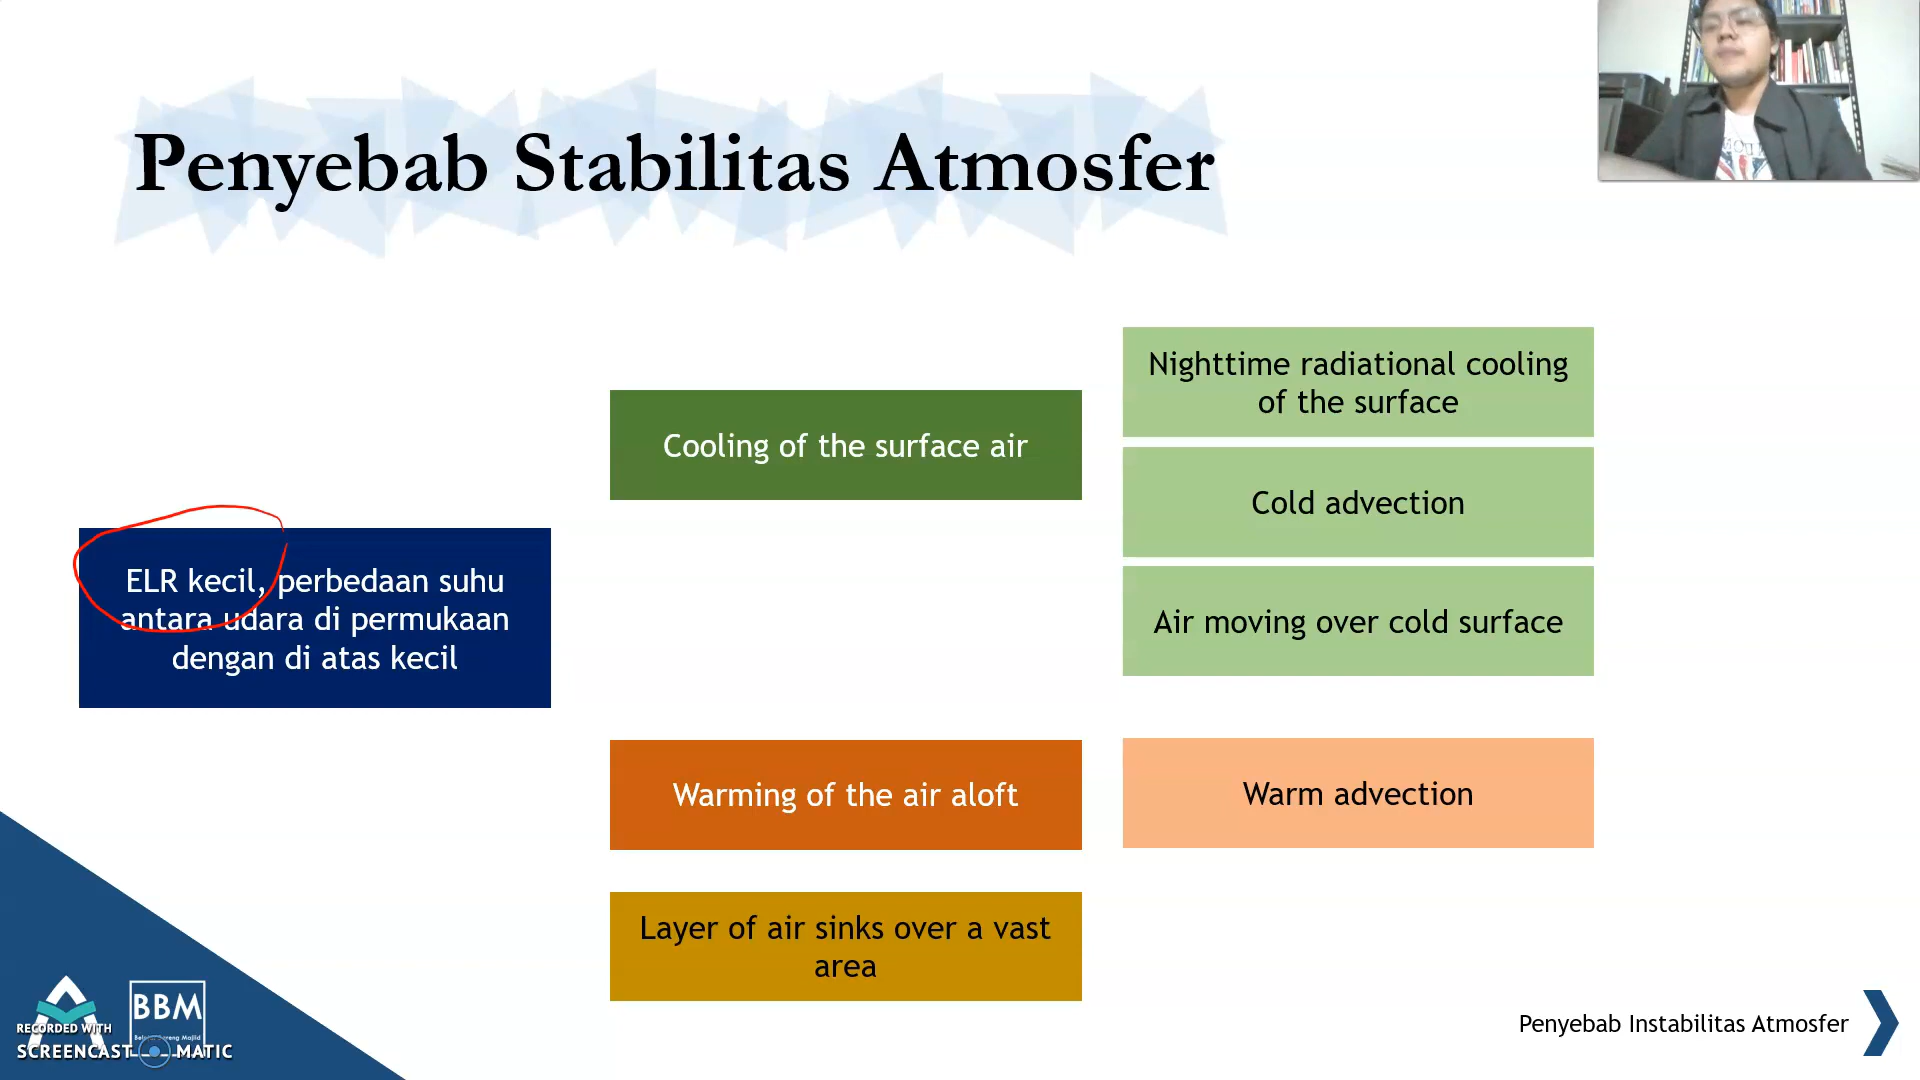 Penyebab Stabilitas Atmosfer
Nighttime radiational cooling
of the surface
Cooling of the surface air
Cold advection
ELR kecil, perbedaan suhu
antara udara di permukaan
dengan di atas kecil
Air moving over cold surface
Warming of the air aloft
Warm advection
Layer of air sinks over a vast
area
BBM
RECORDED WITH
SCREENCAST MATIC
Penyebab Instabilitas Atmosfer